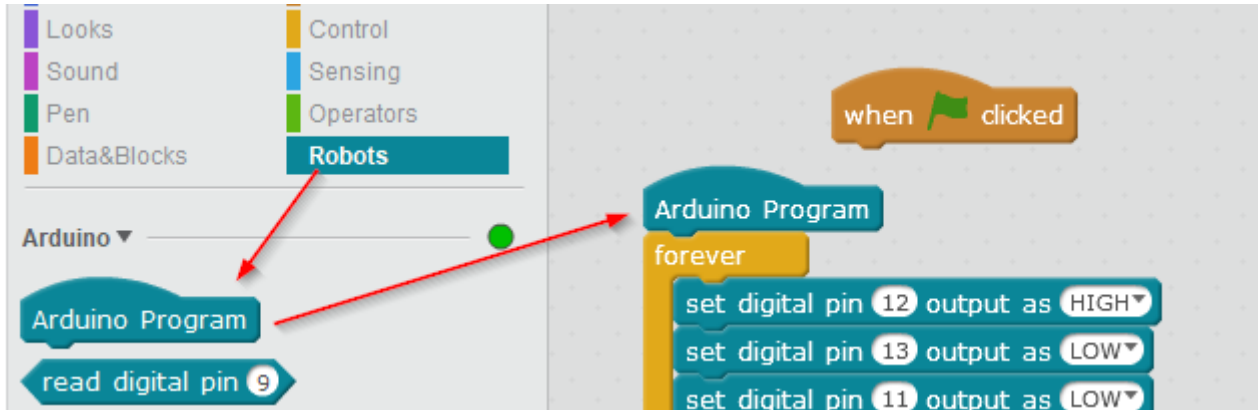 Looks
Control
Sound
Sensing
Pen
Operators
Data&Blocks
Robots
Arduino
Arduino Program
read digital pin 9
when clicked
Arduino Program
forever
set digital pin 12 output as HIGH
set digital pin 13 output as LOW
set digital pin 11 output as LOW